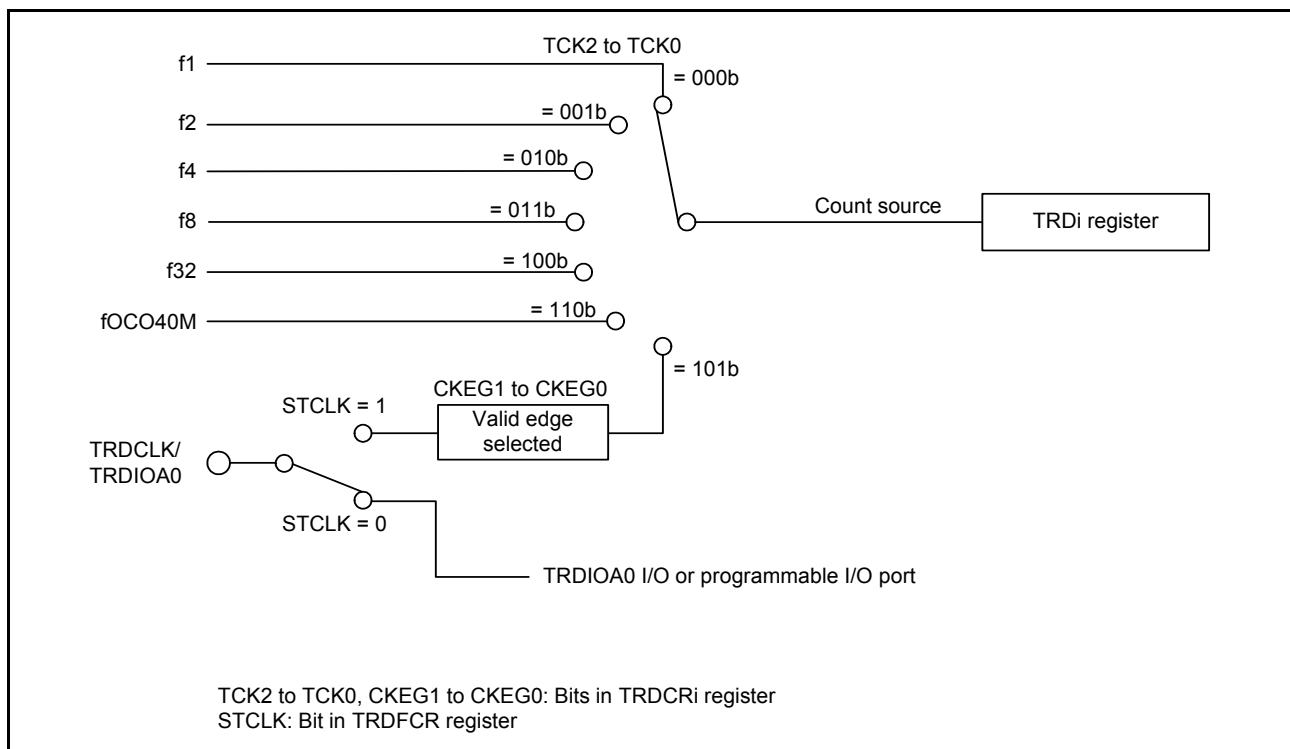 TCK2 to TCK0
f1
= 000b
f2
= 001b
f4
= 010b
f8
= 011b
Count source
TRDi register
f32
= 100b
fOCO40M
= 110b
= 101b
CKEG1 to CKEG0
STCLK = 1
Valid edge
selected
TRDCLK/
TRDIOA0
STCLK = 0
TRDIOA0 I/O or programmable I/O port
TCK2 to TCK0, CKEG1 to CKEG0: Bits in TRDCRi register
STCLK: Bit in TRDFCR register